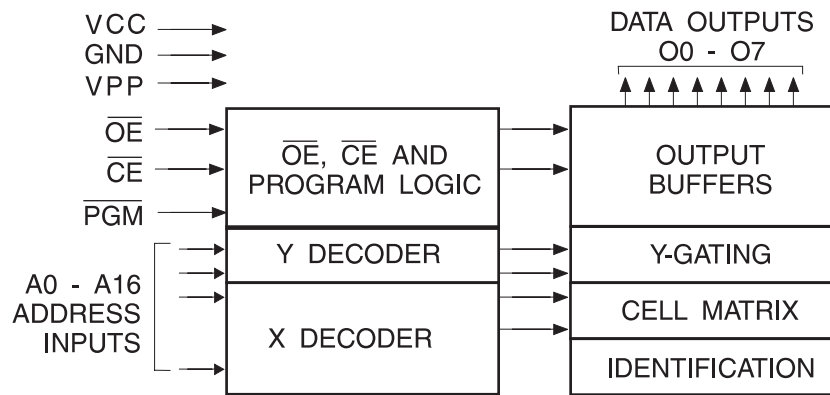 VCC
GND
VPP
OE
CE
PGM
A0 - A16
ADDRESS
INPUTS
OE, CE AND
PROGRAM LOGIC
Y DECODER
X DECODER
DATA OUTPUTS
O0 - O7
OUTPUT
BUFFERS
Y-GATING
CELL MATRIX
IDENTIFICATION